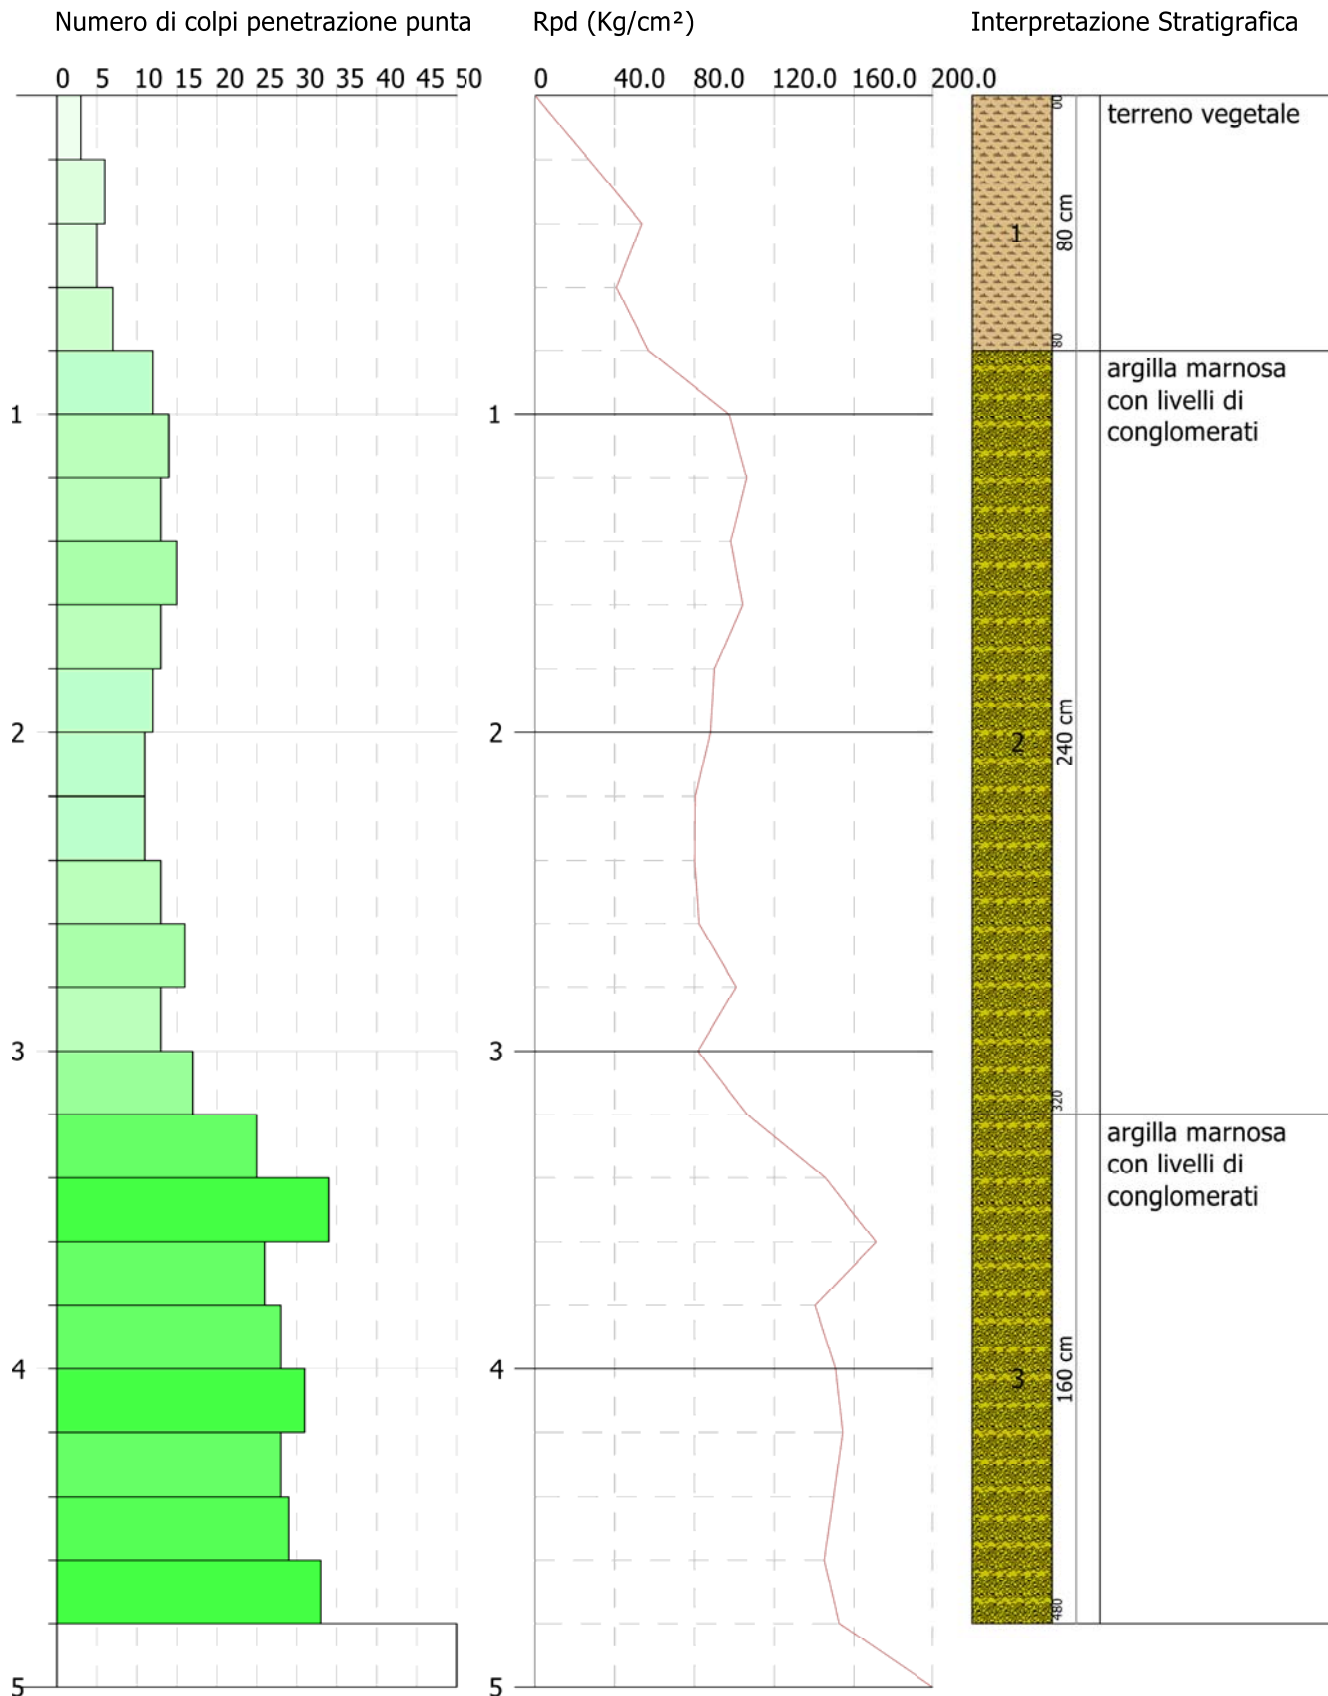 Numero di colpi penetrazione punta
Rpd (Kg/cm²)
Interpretazione Stratigrafica
0 5 10 15 20 25 30 35 40 45 50
0 40.0 80.0 120.0 160.0 200.0
00
terreno vegetale
1
80 cm
80
argilla marnosa
con livelli di
conglomerati
1
1
2
2
2
240 cm
3
3
320
argilla marnosa
con livelli di
conglomerati
4
4
3
160 cm
480
5
5